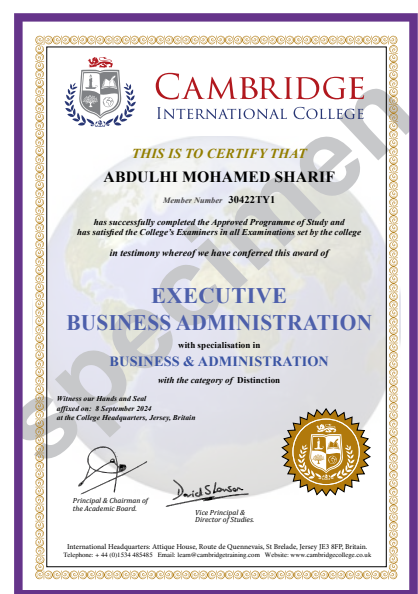 CAMBRIDGE
INTERNATIONAL COLLEGE
THIS IS TO CERTIFY THAT
ABDULHI MOHAMED SHARIF
Member Number 30422TY1
has successfully completed the Approved Programme of Study and
has satisfied the College's Examiners in all Examinations set by the college
in testimony whereof we have conferred this award of
EXECUTIVE
BUSINESS ADMINISTRATION
with specialisation in
BUSINESS & ADMINISTRATION
with the category of Distinction
Witness our Hands and Seal
affixed on: 8 September 2024
at the College Headquarters, Jersey, Britain
David S Lawson
Principal & Chairman of
the Academic Board.
Vice Principal &
Director of Studies.
International Headquarters: Attique House, Route de Quennevais, St Brelade, Jersey JE3 8FP, Britain.
Telephone: + 44 (0)1534 485485 Email: learn@cambridgetraining.com Website: www.cambridgecollege.co.uk
specimen